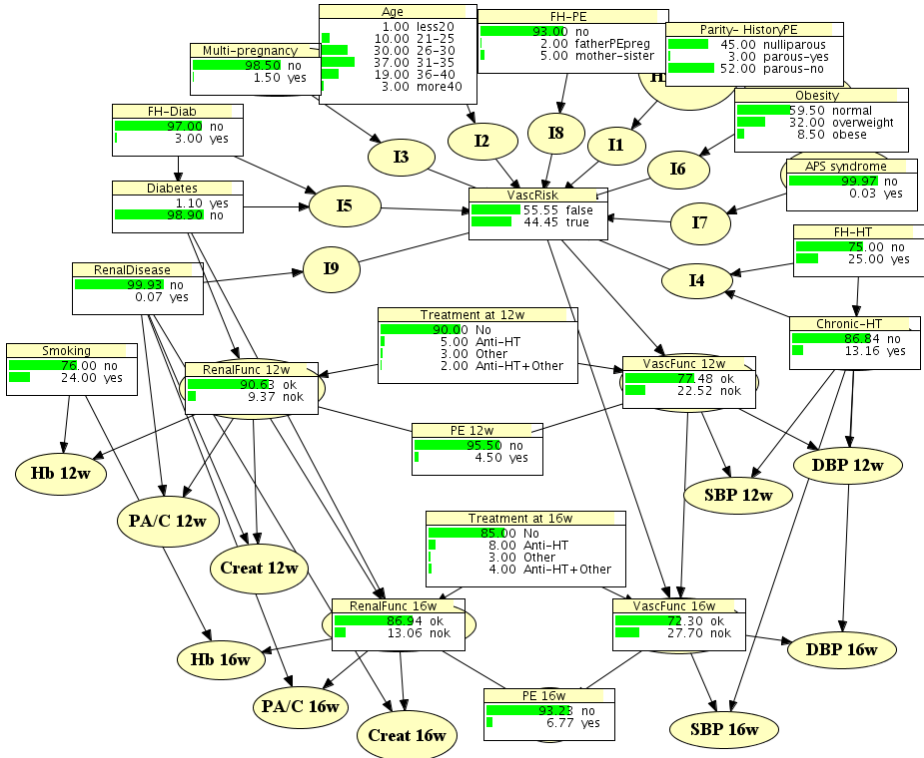 Age
1.00 less20
10.00 21-25
30.00 26-30
37.00 31-35
19.00 36-40
3.00 more40
FH-PE
93.00 no
2.00 fatherPEpreg
5.00 mother-sister
Parity- HistoryPE
45.00 nulliparous
3.00 parous-yes
52.00 parous-no
Multi-pregnancy
98.50 no
1.50 yes
Obesity
59.50 normal
32.00 overweight
8.50 obese
FH-Diab
97.00 no
3.00 yes
I3
I2
I8
I1
I6
APS syndrome
99.97 no
0.03 yes
Diabetes
1.10 yes
98.90 no
I5
VascRisk
55.55 false
44.45 true
I7
FH-HT
75.00 no
25.00 yes
RenalDisease
99.93 no
0.07 yes
I9
I4
Treatment at 12w
90.00 No
5.00 Anti-HT
3.00 Other
2.00 Anti-HT+Other
Chronic-HT
86.84 no
13.16 yes
Smoking
76.00 no
24.00 yes
RenalFunc 12w
90.63 ok
9.37 nok
VascFunc 12w
77.48 ok
22.52 nok
PE 12w
95.50 no
4.50 yes
Hb 12w
DBP 12w
SBP 12w
PA/C 12w
Creat 12w
Treatment at 16w
85.00 No
8.00 Anti-HT
3.00 Other
4.00 Anti-HT+Other
RenalFunc 16w
86.94 ok
13.06 nok
VascFunc 16w
72.30 ok
27.70 nok
Hb 16w
DBP 16w
PA/C 16w
PE 16w
93.23 no
6.77 yes
Creat 16w
SBP 16w